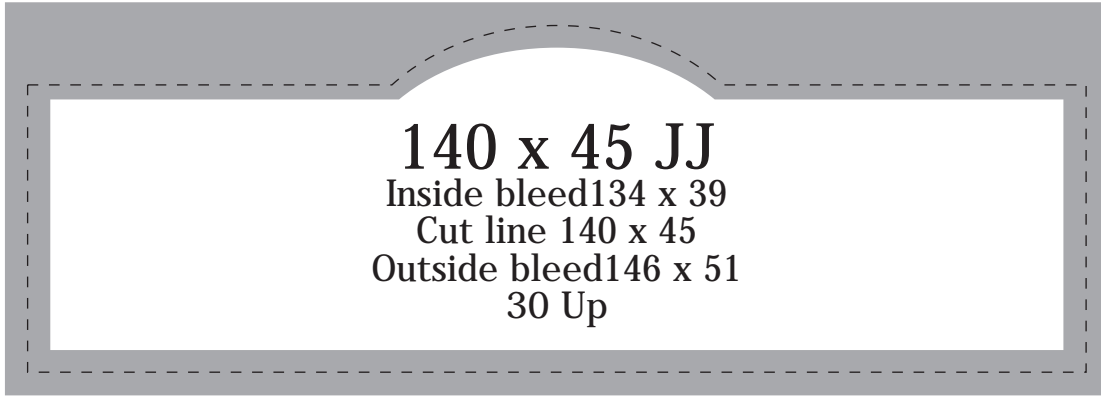 140 x 45 JJ
Inside bleed134 x 39
Cut line 140 x 45
Outside bleed146 x 51
30 Up